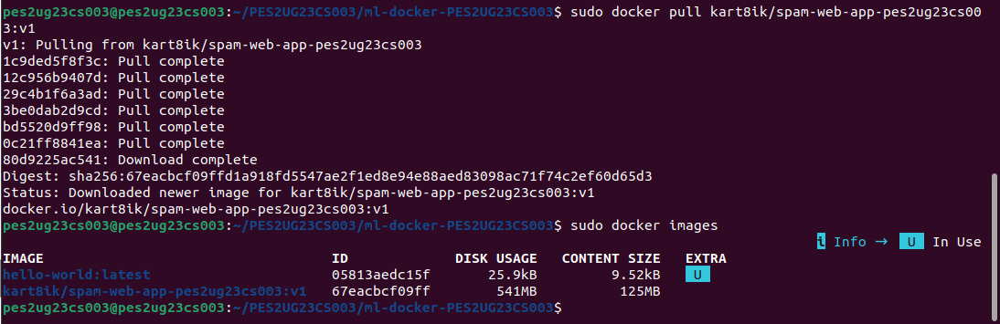 pes2ug23cs003@pes2ug23cs003:~/PES2UG23CS003/ml-docker-PES2UG23CS003$ sudo docker pull kart8ik/spam-web-app-pes2ug23cs00
3:v1
v1: Pulling from kart8ik/spam-web-app-pes2ug23cs003
1c9ded5f8f3c: Pull complete
12c956b9407d: Pull complete
29c4b1f6a3ad: Pull complete
3be0dab2d9cd: Pull complete
bd5520d9ff98: Pull complete
0c21ff8841ea: Pull complete
80d9225ac541: Download complete
Digest: sha256:67eacbcf09ffd1a918fd5547ae2f1ed8e94e88aed83098ac71f74c2ef60d65d3
Status: Downloaded newer image for kart8ik/spam-web-app-pes2ug23cs003:v1
docker.io/kart8ik/spam-web-app-pes2ug23cs003:v1
pes2ug23cs003@pes2ug23cs003:~/PES2UG23CS003/ml-docker-PES2UG23CS003$ sudo docker images
i Info → U In Use
IMAGE ID DISK USAGE CONTENT SIZE EXTRA
hello-world:latest 05813aedc15f 25.9kB 9.52kB U
kart8ik/spam-web-app-pes2ug23cs003:v1 67eacbcf09ff 541MB 125MB
pes2ug23cs003@pes2ug23cs003:~/PES2UG23CS003/ml-docker-PES2UG23CS003$